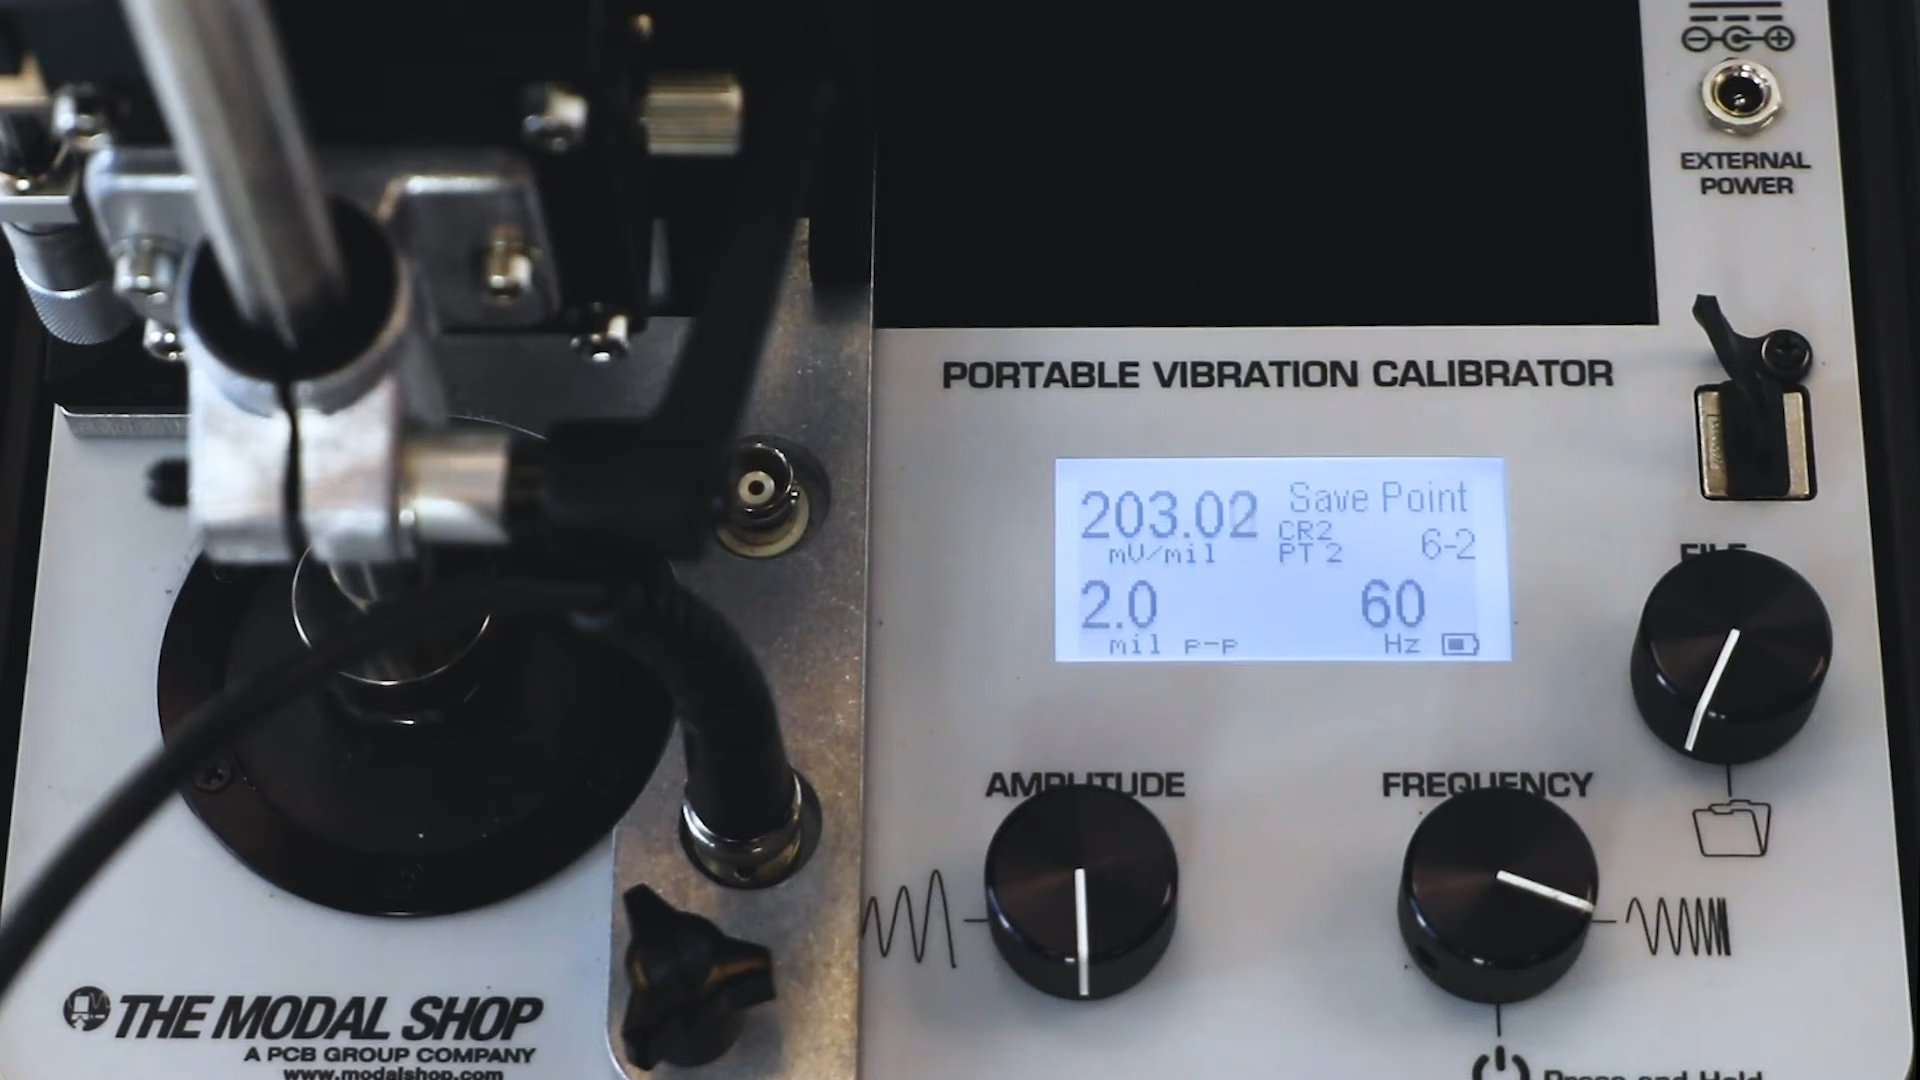 EXTERNAL
POWER
PORTABLE VIBRATION CALIBRATOR
203.02
mV/mil
Save Point
CR2
PT 2
6-2
2.0
mil p-p
60
Hz
FILE
AMPLITUDE
FREQUENCY
THE MODAL SHOP
A PCB GROUP COMPANY
www.modalshop.com
Press and Hold